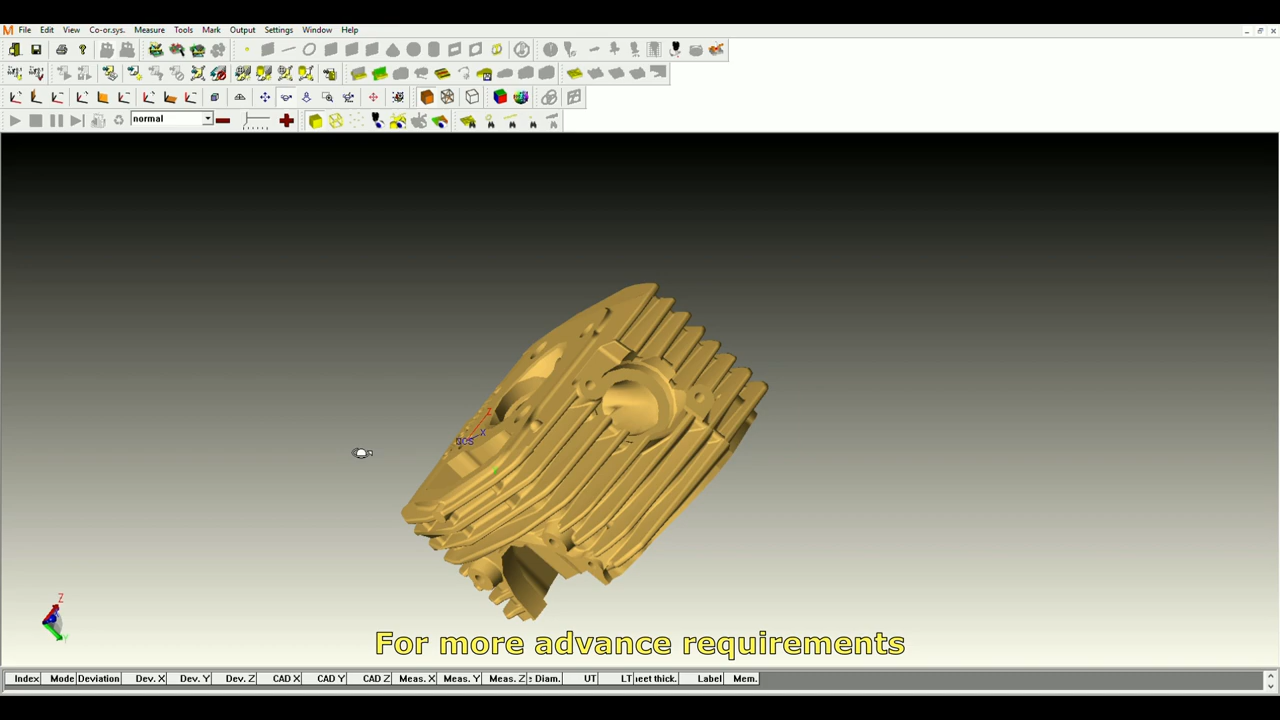 M File Edit View Co-or.sys. Measure Tools Mark Output Settings Window Help
normal
Z
X
Z
Y
For more advance requirements
Index Mode Deviation Dev. X Dev. Y Dev. Z CAD X CAD Y CAD Z Meas. X Meas. Y Meas. Z Diam. UT LT heet thick. Label Mem.